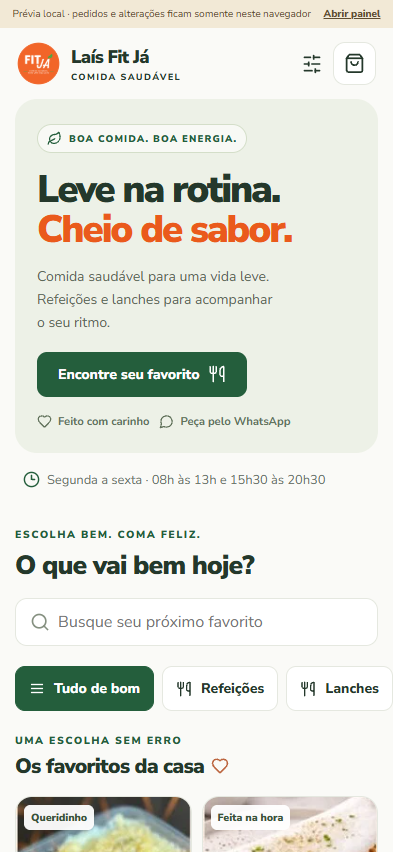 Prévia local · pedidos e alterações ficam somente neste navegador Abrir painel
FIT
JÁ
Laís Fit Já
COMIDA SAUDÁVEL
BOA COMIDA. BOA ENERGIA.
Leve na rotina.
Cheio de sabor.
Comida saudável para uma vida leve.
Refeições e lanches para acompanhar
o seu ritmo.
Encontre seu favorito
Feito com carinho Peça pelo WhatsApp
Segunda a sexta · 08h às 13h e 15h30 às 20h30
ESCOLHA BEM. COMA FELIZ.
O que vai bem hoje?
Busque seu próximo favorito
Tudo de bom Refeições Lanches
UMA ESCOLHA SEM ERRO
Os favoritos da casa
Queridinho Feita na hora